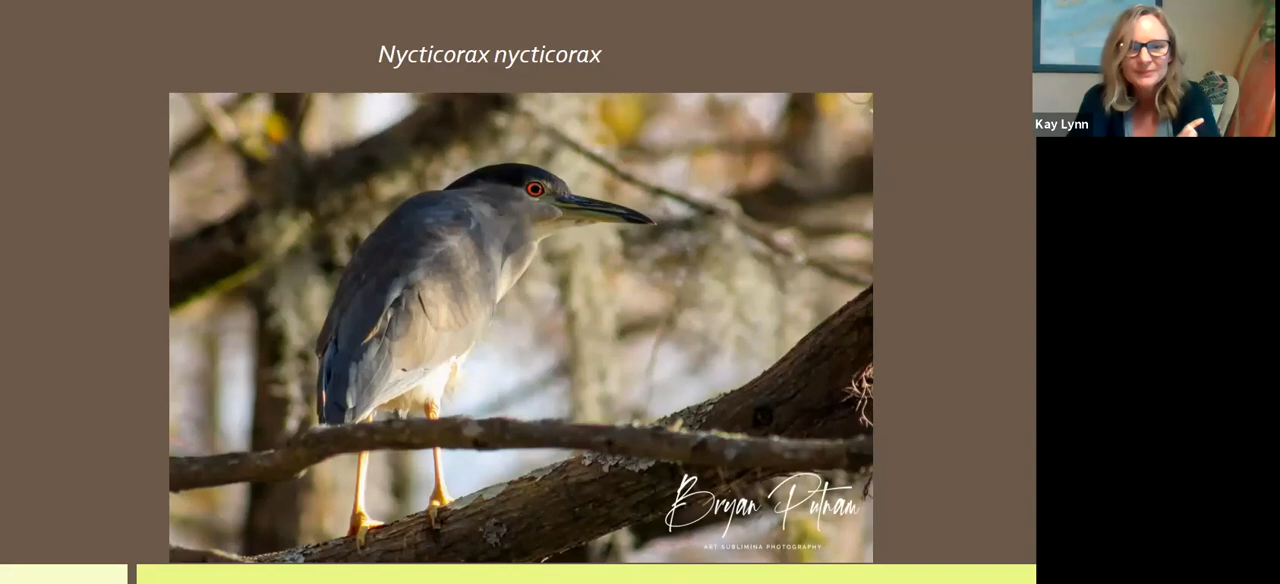 Nycticorax nycticorax
Kay Lynn
Bryan Putnam
ART SUBLIMINA PHOTOGRAPHY